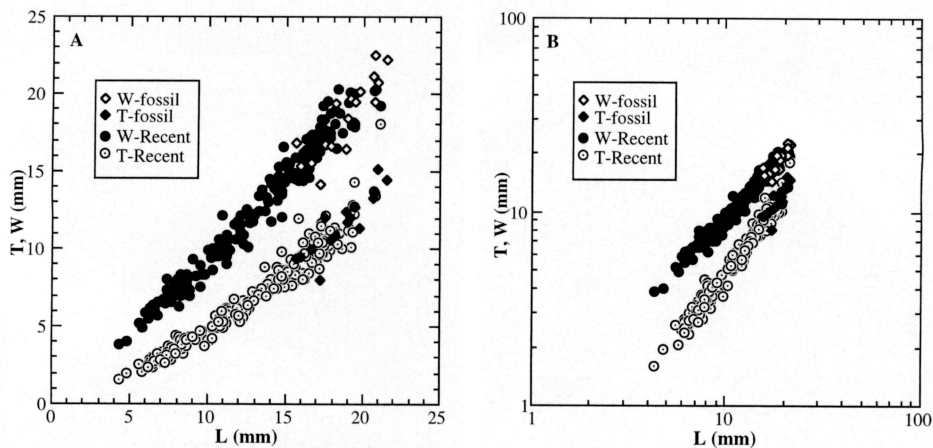 A
25
20
15
10
5
0
T, W (mm)
W-fossil
T-fossil
W-Recent
T-Recent
0 5 10 15 20 25
L (mm)
B
100
10
1
T, W (mm)
W-fossil
T-fossil
W-Recent
T-Recent
1 10 100
L (mm)